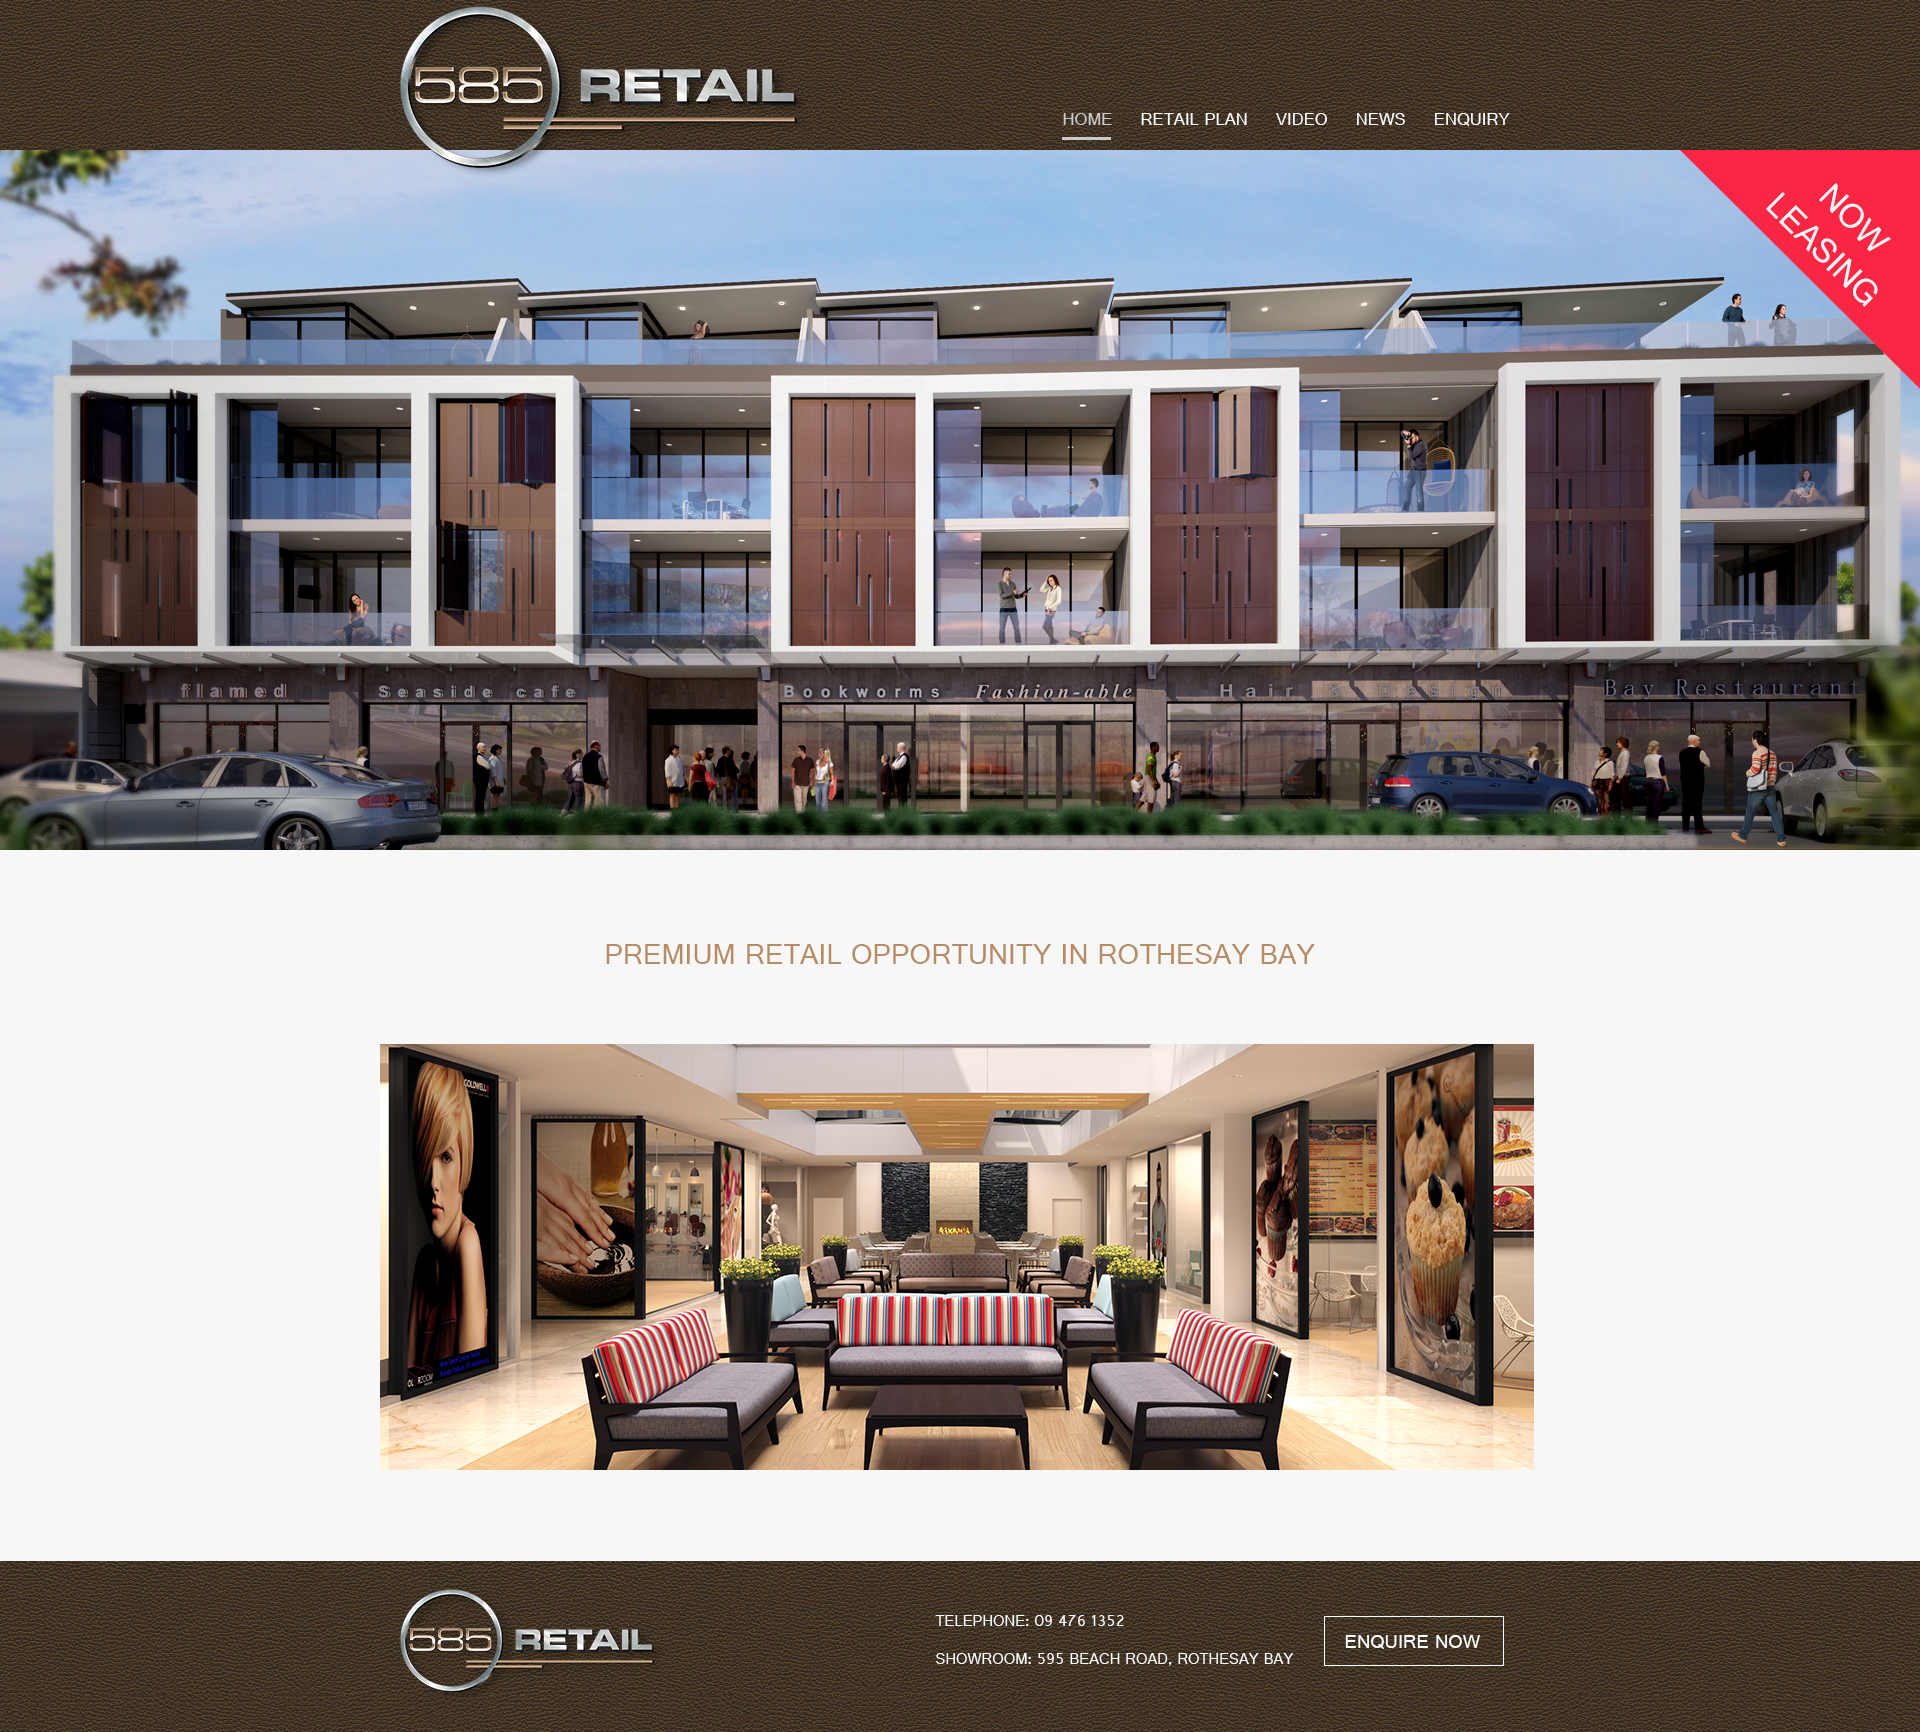 585 RETAIL
HOME RETAIL PLAN VIDEO NEWS ENQUIRY
NOW
LEASING
flamed
Seaside cafe
Bookworms
Fashion-able
Hair & Design
Bay Restaurant
PREMIUM RETAIL OPPORTUNITY IN ROTHESAY BAY
GOLDWELL
585 RETAIL
TELEPHONE: 09 476 1352
SHOWROOM: 595 BEACH ROAD, ROTHESAY BAY
ENQUIRE NOW